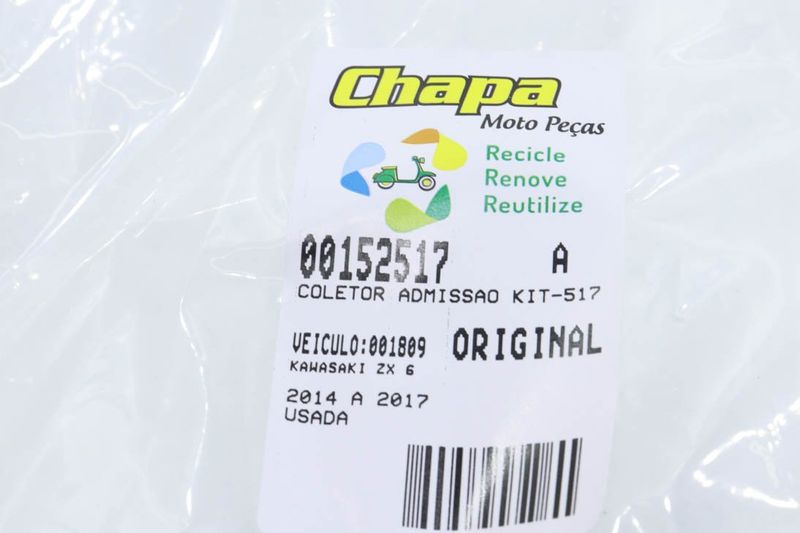 Chapa
Moto Peças
Recicle
Renove
Reutilize
00152517 A
COLETOR ADMISSAO KIT-517
VEICULO:001809 ORIGINAL
KAWASAKI ZX 6
2014 A 2017
USADA